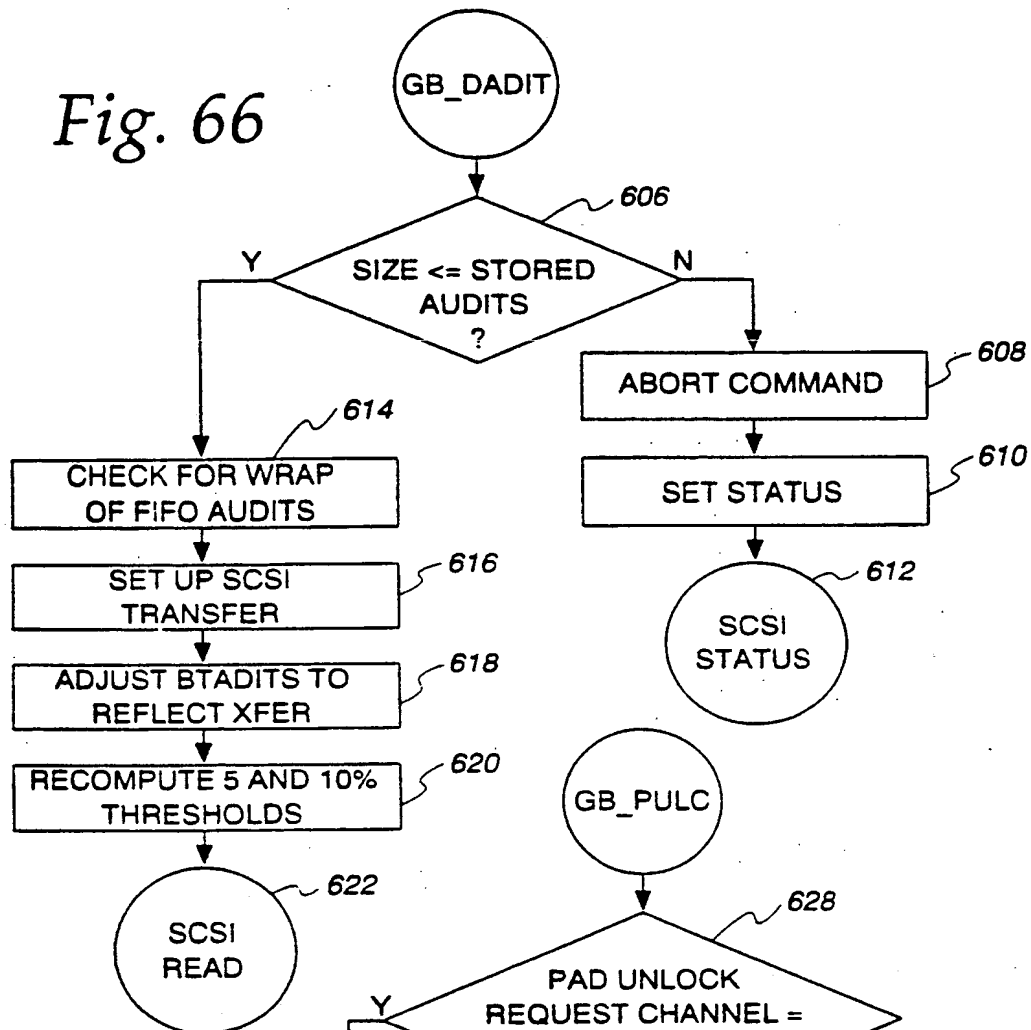 Fig. 66
GB_DADIT
606
Y
N
SIZE <= STORED
AUDITS
?
608
ABORT COMMAND
614
610
CHECK FOR WRAP
OF FIFO AUDITS
SET STATUS
616
SET UP SCSI
TRANSFER
612
SCSI
STATUS
618
ADJUST BTADITS TO
REFLECT XFER
620
RECOMPUTE 5 AND 10%
THRESHOLDS
GB_PULC
622
SCSI
READ
628
Y
PAD UNLOCK
REQUEST CHANNEL =